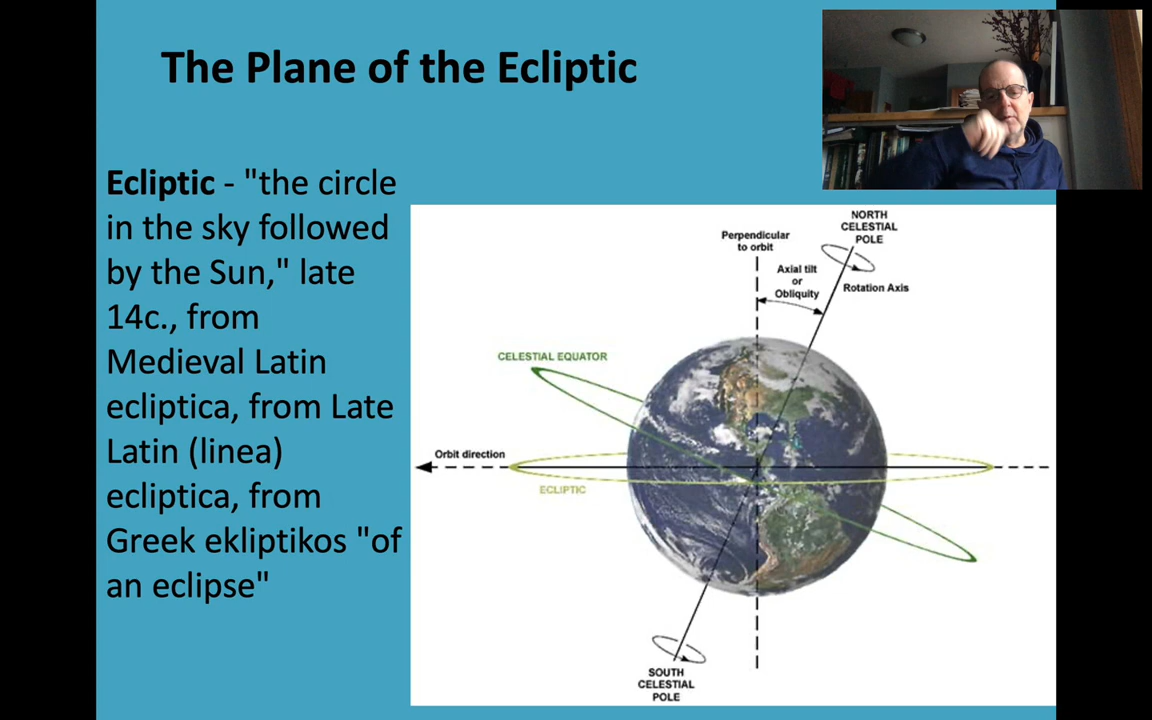 The Plane of the Ecliptic
Ecliptic - "the circle
in the sky followed
by the Sun," late
14c., from
Medieval Latin
ecliptica, from Late
Latin (linea)
ecliptica, from
Greek ekliptikos "of
an eclipse"
NORTH
CELESTIAL
POLE
Perpendicular
to orbit
Axial tilt
or
Obliquity
Rotation Axis
CELESTIAL EQUATOR
Orbit direction
ECLIPTIC
SOUTH
CELESTIAL
POLE